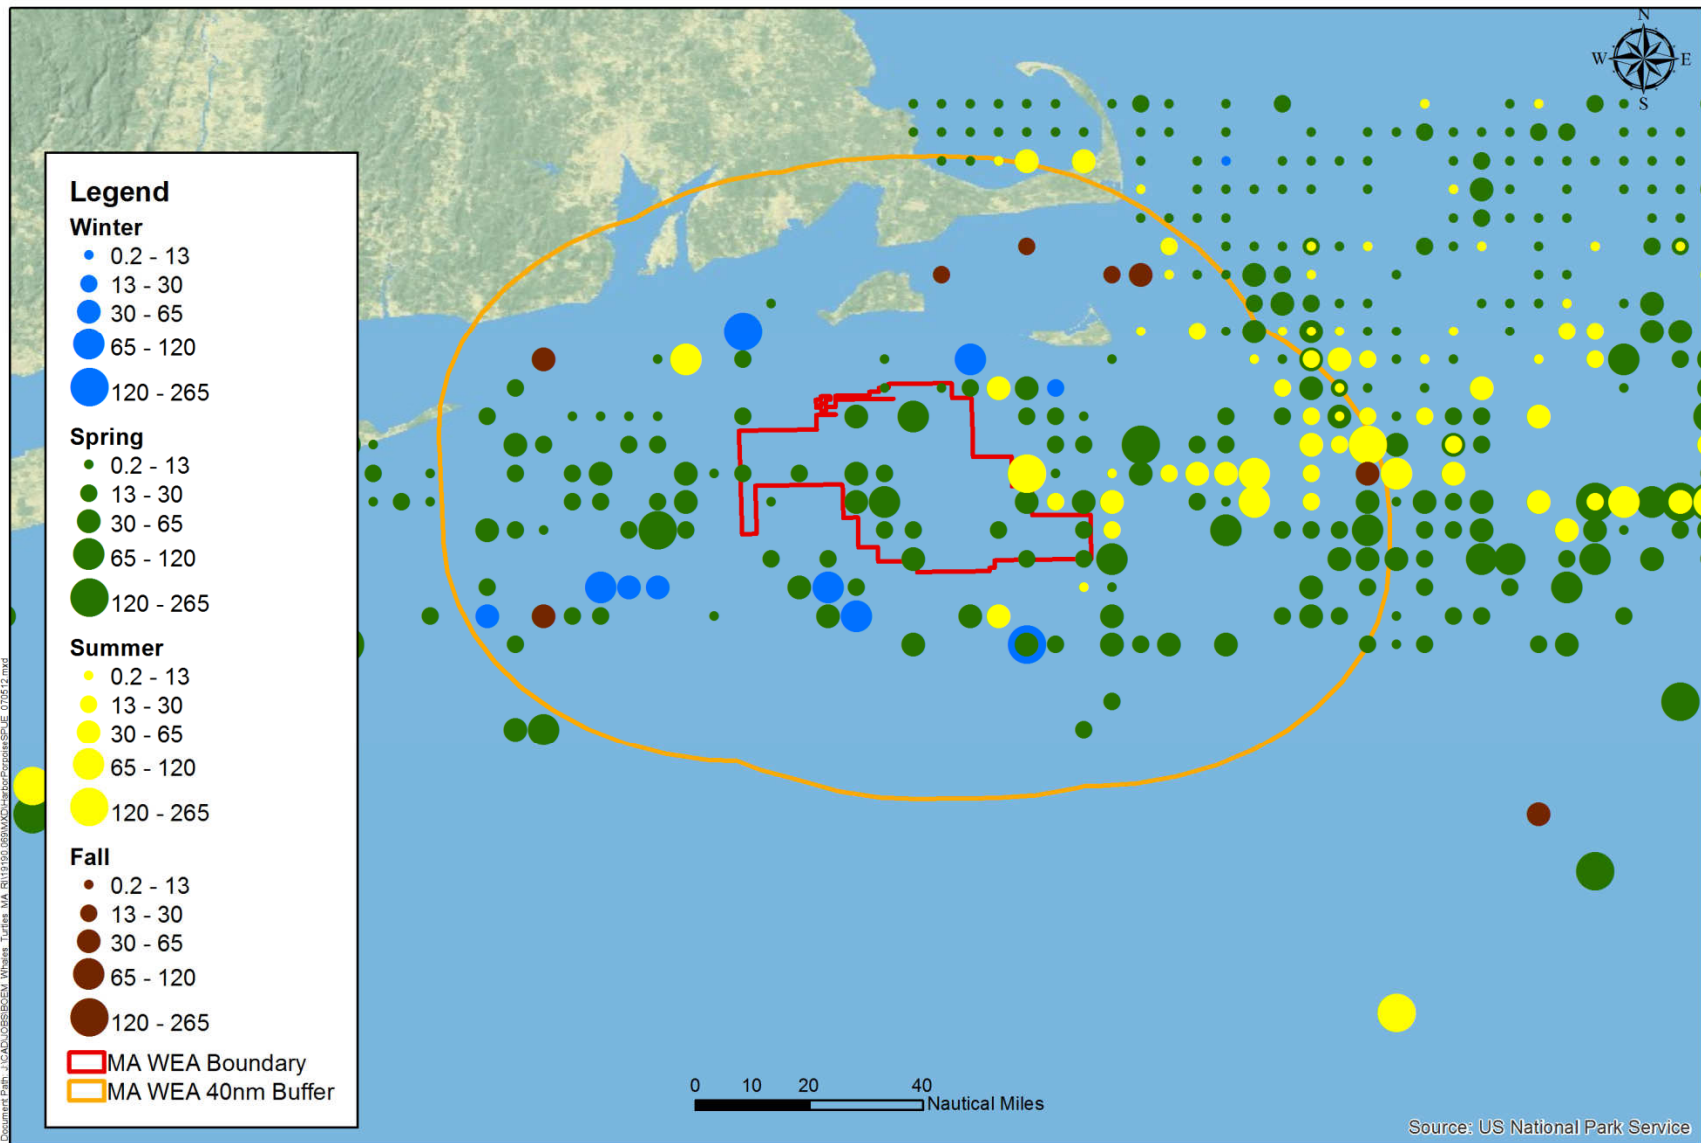 N
W E
S
Legend
Winter
0.2 - 13
13 - 30
30 - 65
65 - 120
120 - 265
Spring
0.2 - 13
13 - 30
30 - 65
65 - 120
120 - 265
Summer
0.2 - 13
13 - 30
30 - 65
65 - 120
120 - 265
Fall
0.2 - 13
13 - 30
30 - 65
65 - 120
120 - 265
MA WEA Boundary
MA WEA 40nm Buffer
0 10 20 40
Nautical Miles
Source: US National Park Service